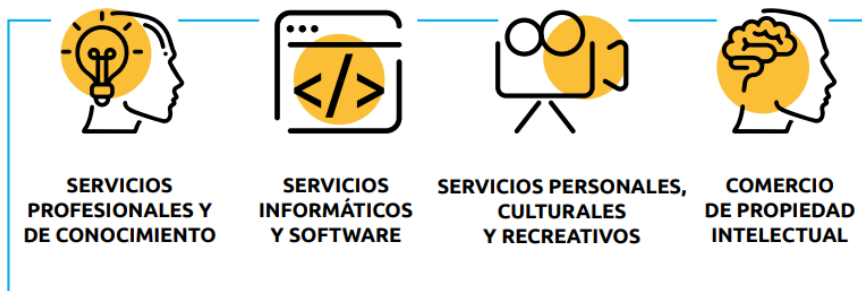 </>
SERVICIOS
PROFESIONALES Y
DE CONOCIMIENTO
SERVICIOS
INFORMÁTICOS
Y SOFTWARE
SERVICIOS PERSONALES,
CULTURALES
Y RECREATIVOS
COMERCIO
DE PROPIEDAD
INTELECTUAL